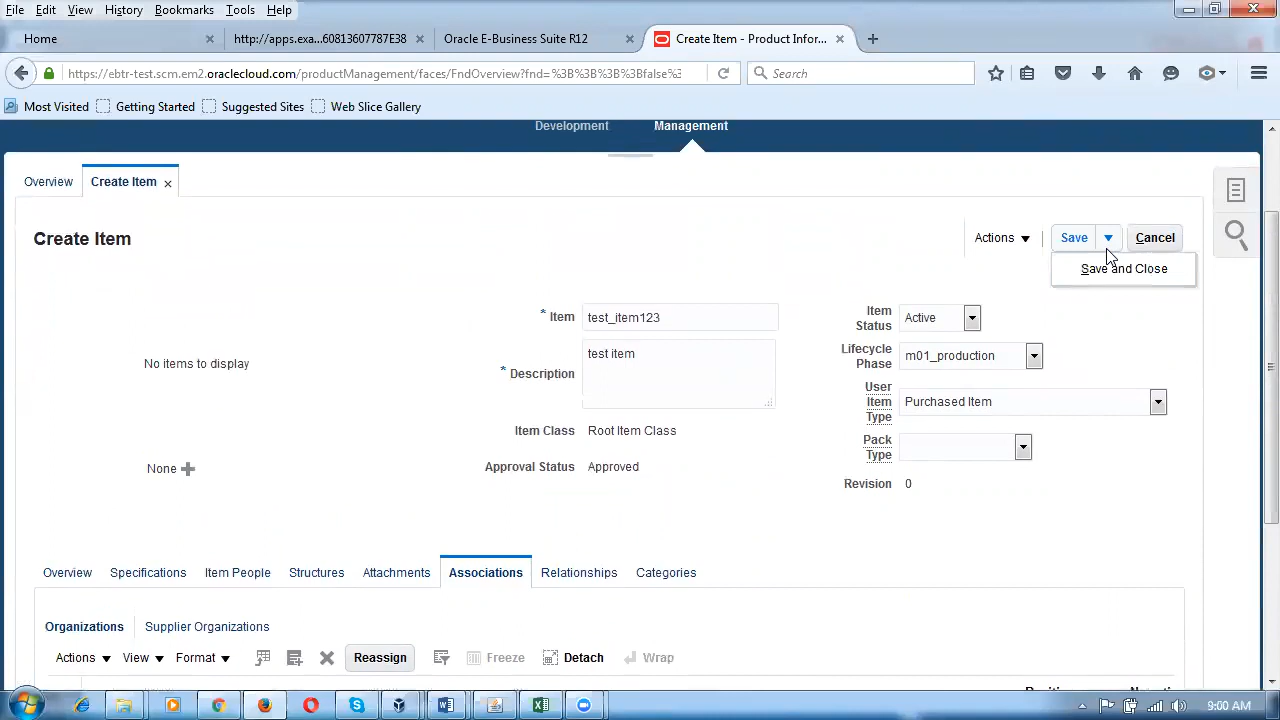 File Edit View History Bookmarks Tools Help
Home http://apps.exa...60813607787E38 Oracle E-Business Suite R12 Create Item - Product Infor...
https://ebtr-test.scm.em2.oraclecloud.com/productManagement/faces/FndOverview?fnd=%3B%3B%3B%3Bfalse%3 Search
Most Visited Getting Started Suggested Sites Web Slice Gallery
Development Management
Overview Create Item
Create Item Actions Save Cancel
Save and Close
* Item test_item123
Item Status Active
No items to display
* Description test item
Lifecycle Phase m01_production
User Item Type Purchased Item
Item Class Root Item Class
Pack Type
None
Approval Status Approved
Revision 0
Overview Specifications Item People Structures Attachments Associations Relationships Categories
Organizations Supplier Organizations
Actions View Format Reassign Freeze Detach Wrap
9:00 AM